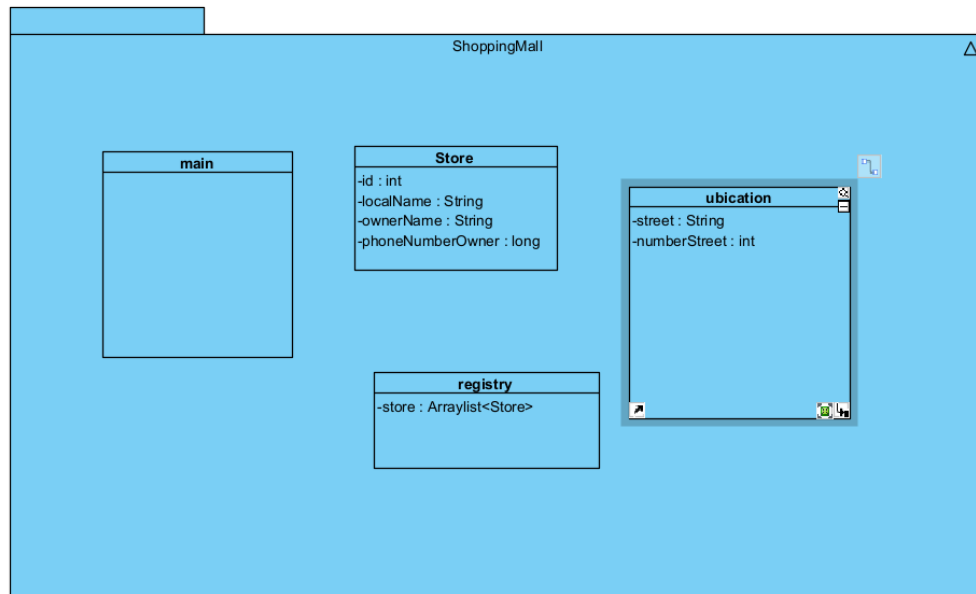 ShoppingMall
main
Store
-id : int
-localName : String
-ownerName : String
-phoneNumberOwner : long
ubication
-street : String
-numberStreet : int
registry
-store : Arraylist<Store>